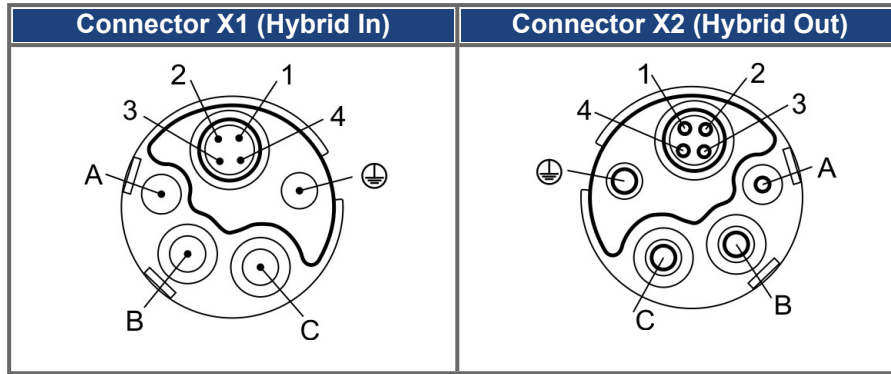 Connector X1 (Hybrid In)
Connector X2 (Hybrid Out)
2 1
3 4
A
B
C
1 2
4 3
A
B
C